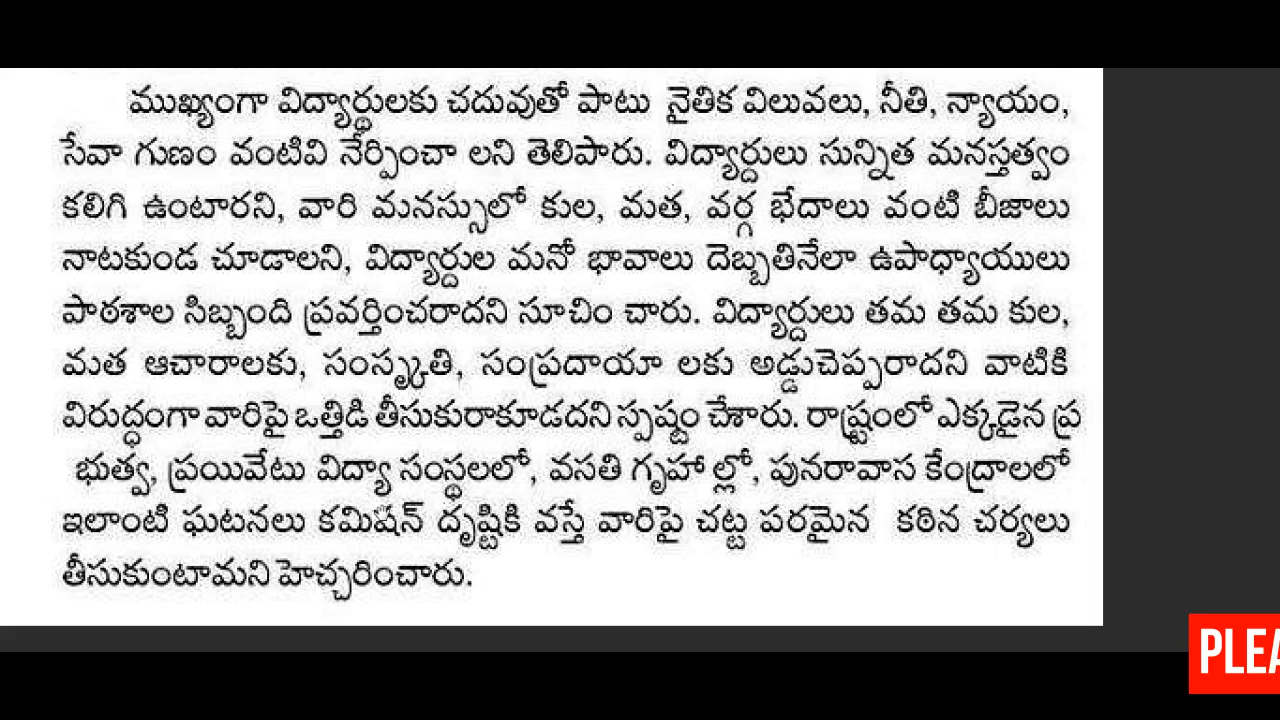 ముఖ్యంగా విద్యార్థులకు చదువుతో పాటు నైతిక విలువలు, నీతి, న్యాయం,
సేవా గుణం వంటివి నేర్పించా లని తెలిపారు. విద్యార్దులు సున్నిత మనస్తత్వం
కలిగి ఉంటారని, వారి మనస్సులో కుల, మత, వర్గ భేదాలు వంటి బీజాలు
నాటకుండ చూడాలని, విద్యార్దుల మనో భావాలు దెబ్బతినేలా ఉపాధ్యాయులు
పాఠశాల సిబ్బంది ప్రవర్తించరాదని సూచిం చారు. విద్యార్దులు తమ తమ కుల,
మత ఆచారాలకు, సంస్కృతి, సంప్రదాయా లకు అడ్డుచెప్పరాదని వాటికి
విరుద్ధంగా వారిపై ఒత్తిడి తీసుకురాకూడదని స్పష్టం చేశారు. రాష్ట్రంలో ఎక్కడైన ప్ర
భుత్వ, ప్రయివేటు విద్యా సంస్థలలో, వసతి గృహా ల్లో, పునరావాస కేంద్రాలలో
ఇలాంటి ఘటనలు కమిషన్ దృష్టికి వస్తే వారిపై చట్ట పరమైన కఠిన చర్యలు
తీసుకుంటామని హెచ్చరించారు.
PLEA